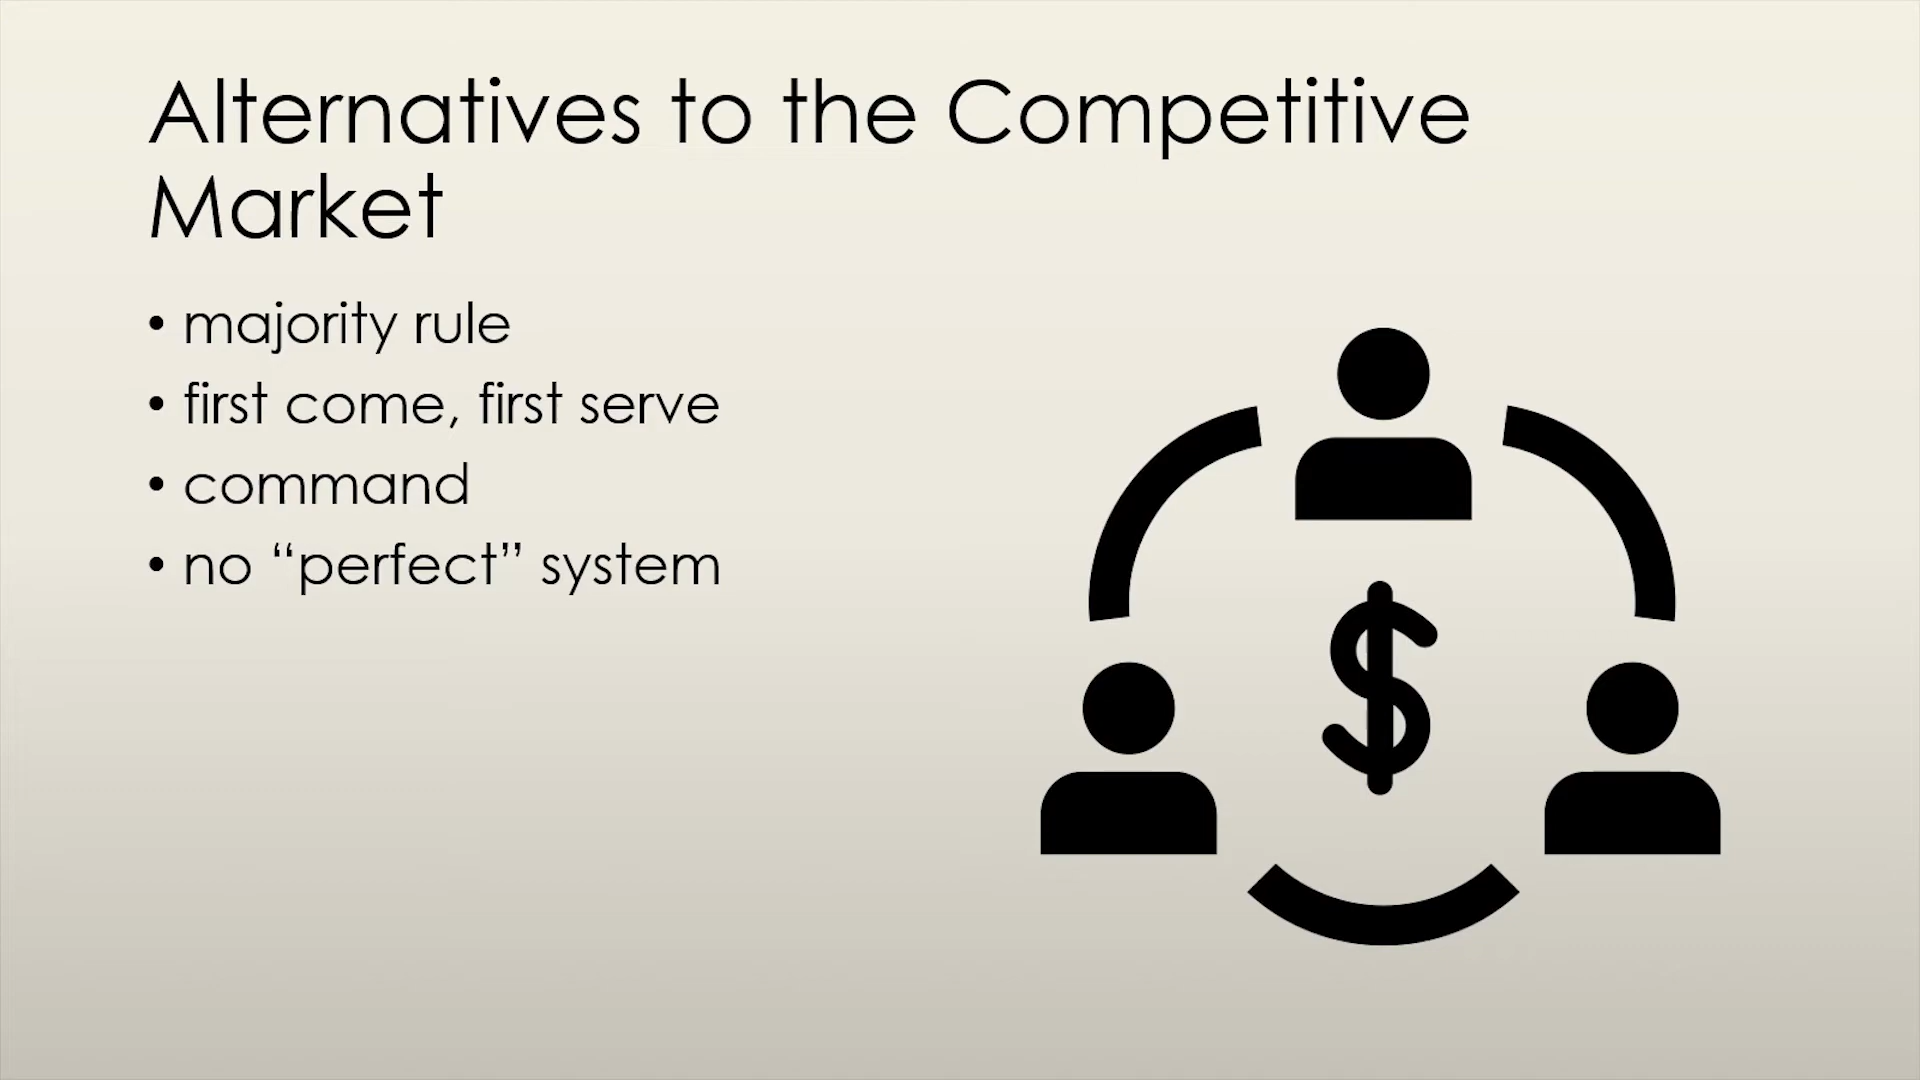 Alternatives to the Competitive
Market
• majority rule
• first come, first serve
• command
• no “perfect” system
$